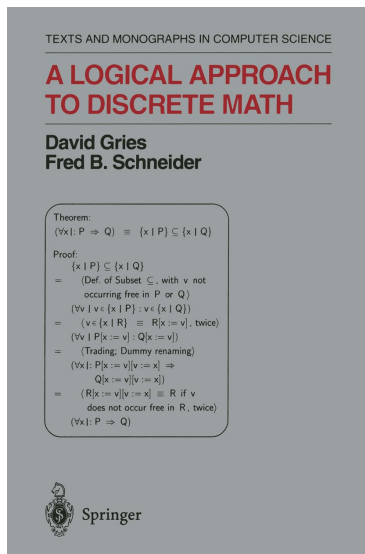 TEXTS AND MONOGRAPHS IN COMPUTER SCIENCE
A LOGICAL APPROACH
TO DISCRETE MATH
David Gries
Fred B. Schneider
Theorem:
(∀x |: P ⇒ Q) ≡ {x | P} ⊆ {x | Q}
Proof:
{x | P} ⊆ {x | Q}
= ⟨Def. of Subset ⊆, with v not
occurring free in P or Q⟩
(∀v | v ∈ {x | P} : v ∈ {x | Q})
= ⟨v ∈ {x | R} ≡ R[x := v], twice⟩
(∀v | P[x := v] : Q[x := v])
= ⟨Trading; Dummy renaming⟩
(∀x |: P[x := v][v := x] ⇒
Q[x := v][v := x])
= ⟨R[x := v][v := x] ≡ R if v
does not occur free in R, twice⟩
(∀x |: P ⇒ Q)
Springer